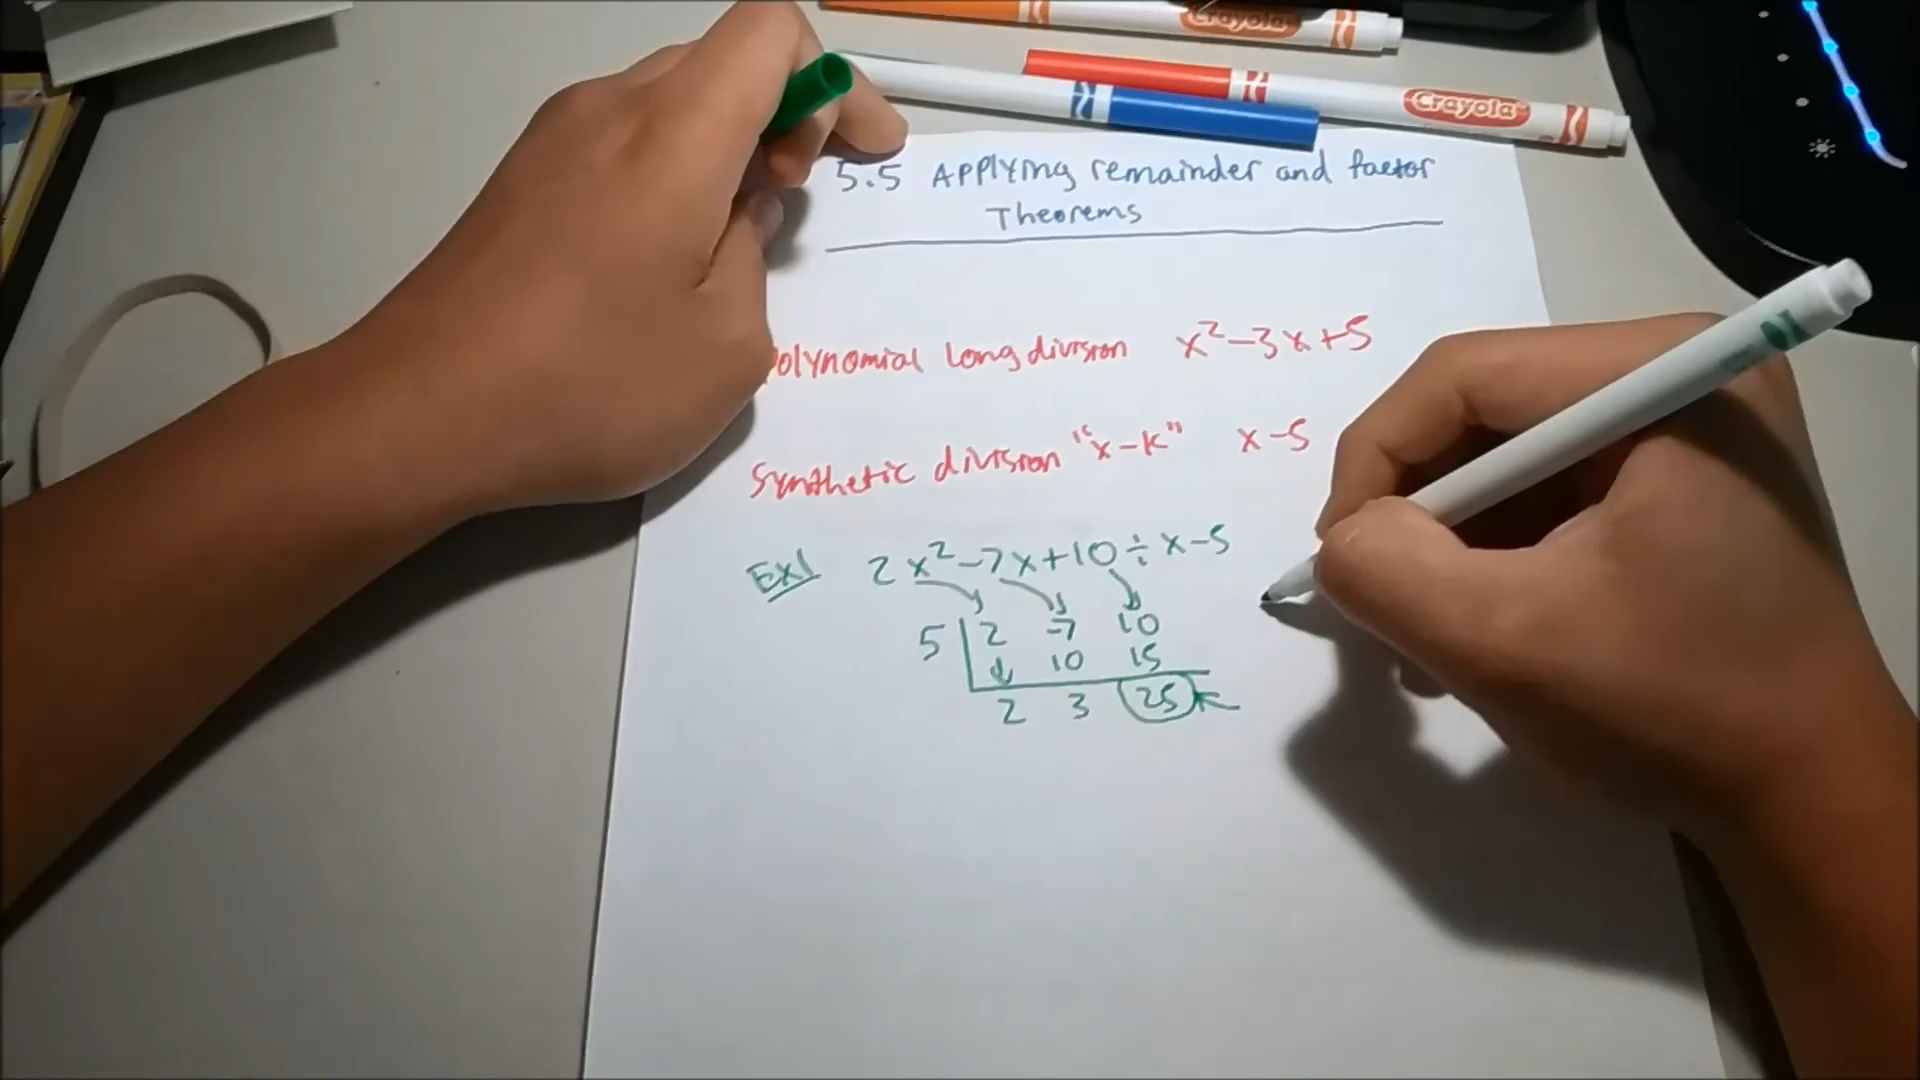 Crayola
Crayola
5.5 Applying remainder and factor
Theorems
olynomial Long division x²-3x+5
Synthetic division "x-k" x-5
EX1 2x²-7x+10÷x-5
5 2 -7 10
10 15
2 3 25